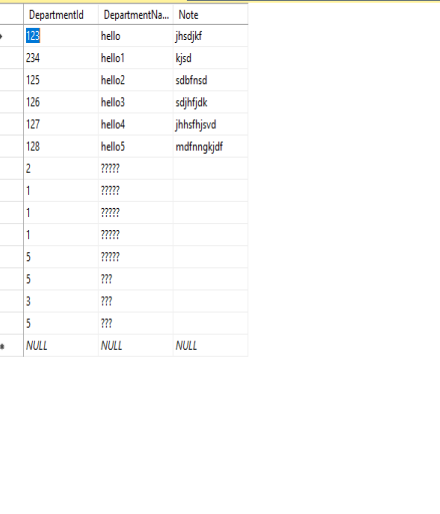 DepartmentId DepartmentNa... Note
123 hello jhsdjkf
234 hello1 kjsd
125 hello2 sdbfnsd
126 hello3 sdjhfjdk
127 hello4 jhhsfhjsvd
128 hello5 mdfnngkjdf
2 ?????
1 ?????
1 ?????
1 ?????
5 ?????
5 ???
3 ???
5 ???
NULL NULL NULL